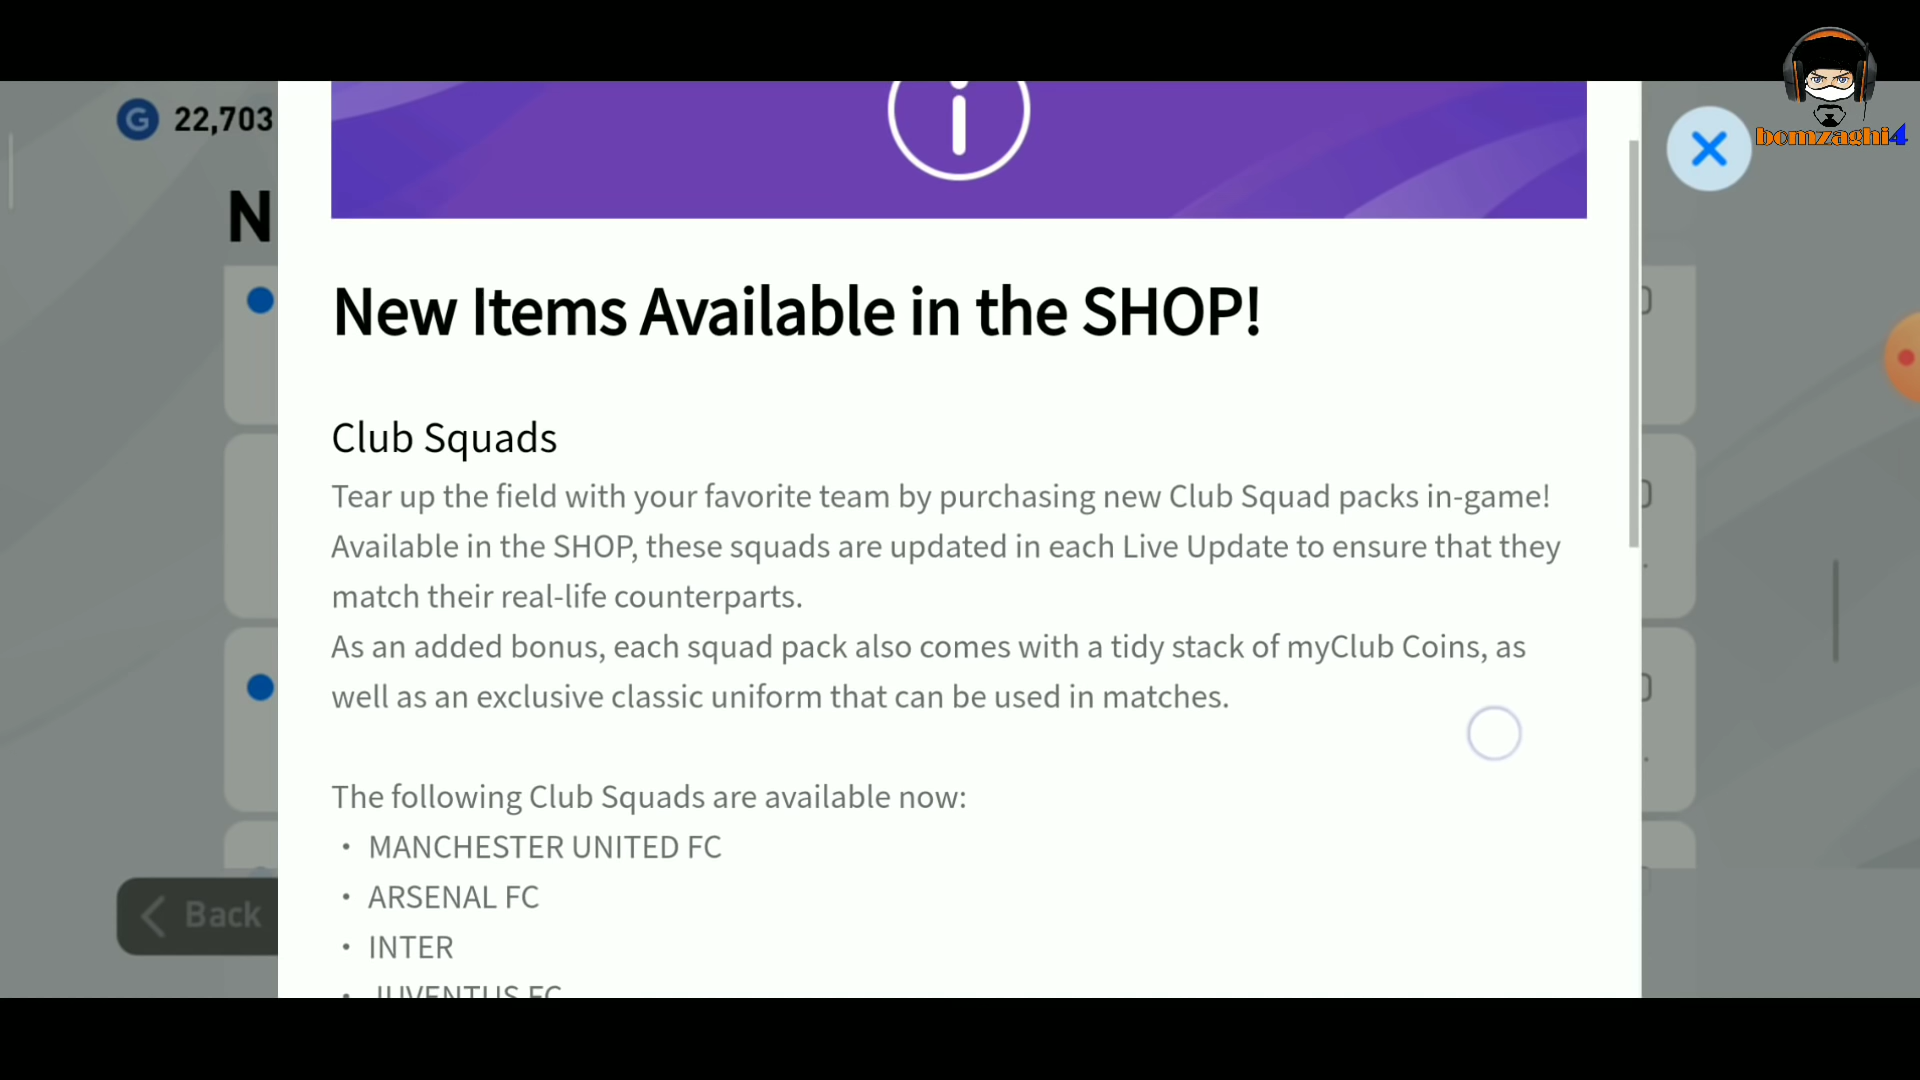 bomzaghi4
22,703
N
New Items Available in the SHOP!
Club Squads
Tear up the field with your favorite team by purchasing new Club Squad packs in-game!
Available in the SHOP, these squads are updated in each Live Update to ensure that they
match their real-life counterparts.
As an added bonus, each squad pack also comes with a tidy stack of myClub Coins, as
well as an exclusive classic uniform that can be used in matches.
The following Club Squads are available now:
・ MANCHESTER UNITED FC
・ ARSENAL FC
・ INTER
・ JUVENTUS FC
Back